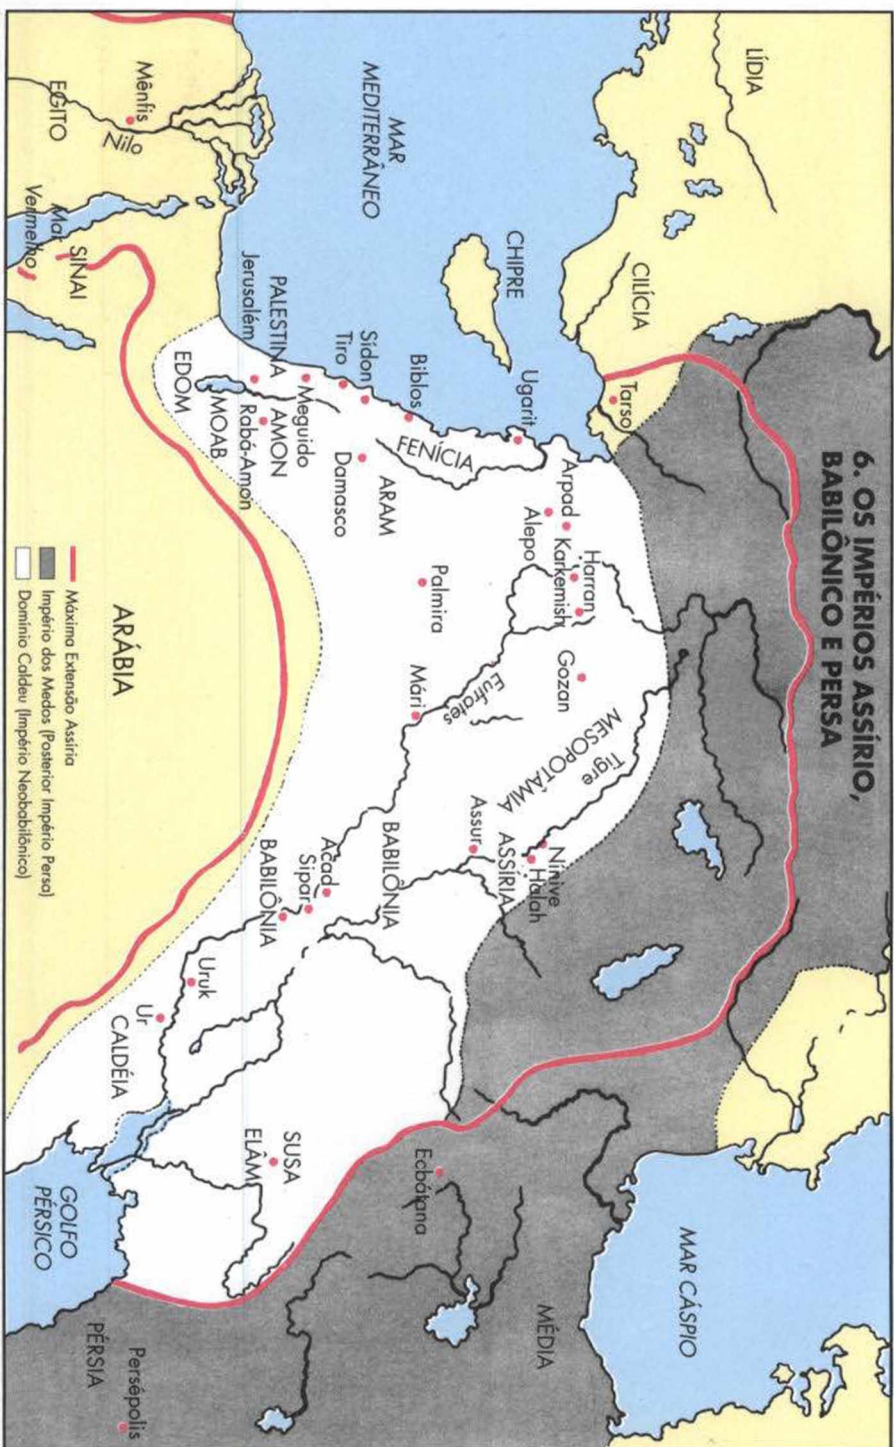 6. OS IMPÉRIOS ASSÍRIO,
BABILÔNICO E PERSA
LÍDIA
CILÍCIA
Tarso
MAR
MEDITERRÂNEO
CHIPRE
Ugarit
Arpad
Alepo
Karkemish
Harran
Gozan
MESOPOTÂMIA
Tigre
Eufrates
Nínive
Halah
ASSÍRIA
Assur
MAR CÁSPIO
MÉDIA
Ecbátana
Biblos
FENÍCIA
Sídon
Tiro
Damasco
ARAM
Palmira
Mári
BABILÔNIA
Meguido
PALESTINA
AMON
Jerusalém
Rabá-Amon
MOAB
EDOM
Acad
Sipar
BABILÔNIA
Uruk
Ur
CALDÉIA
SUSA
ELÂM
GOLFO
PÉRSICO
PÉRSIA
Persépolis
Mênfis
Nilo
EGITO
SINAI
Mar
Vermelho
ARÁBIA
Máxima Extensão Assíria
Império dos Medos (Posterior Império Persa)
Domínio Caldeu (Império Neobabilônico)